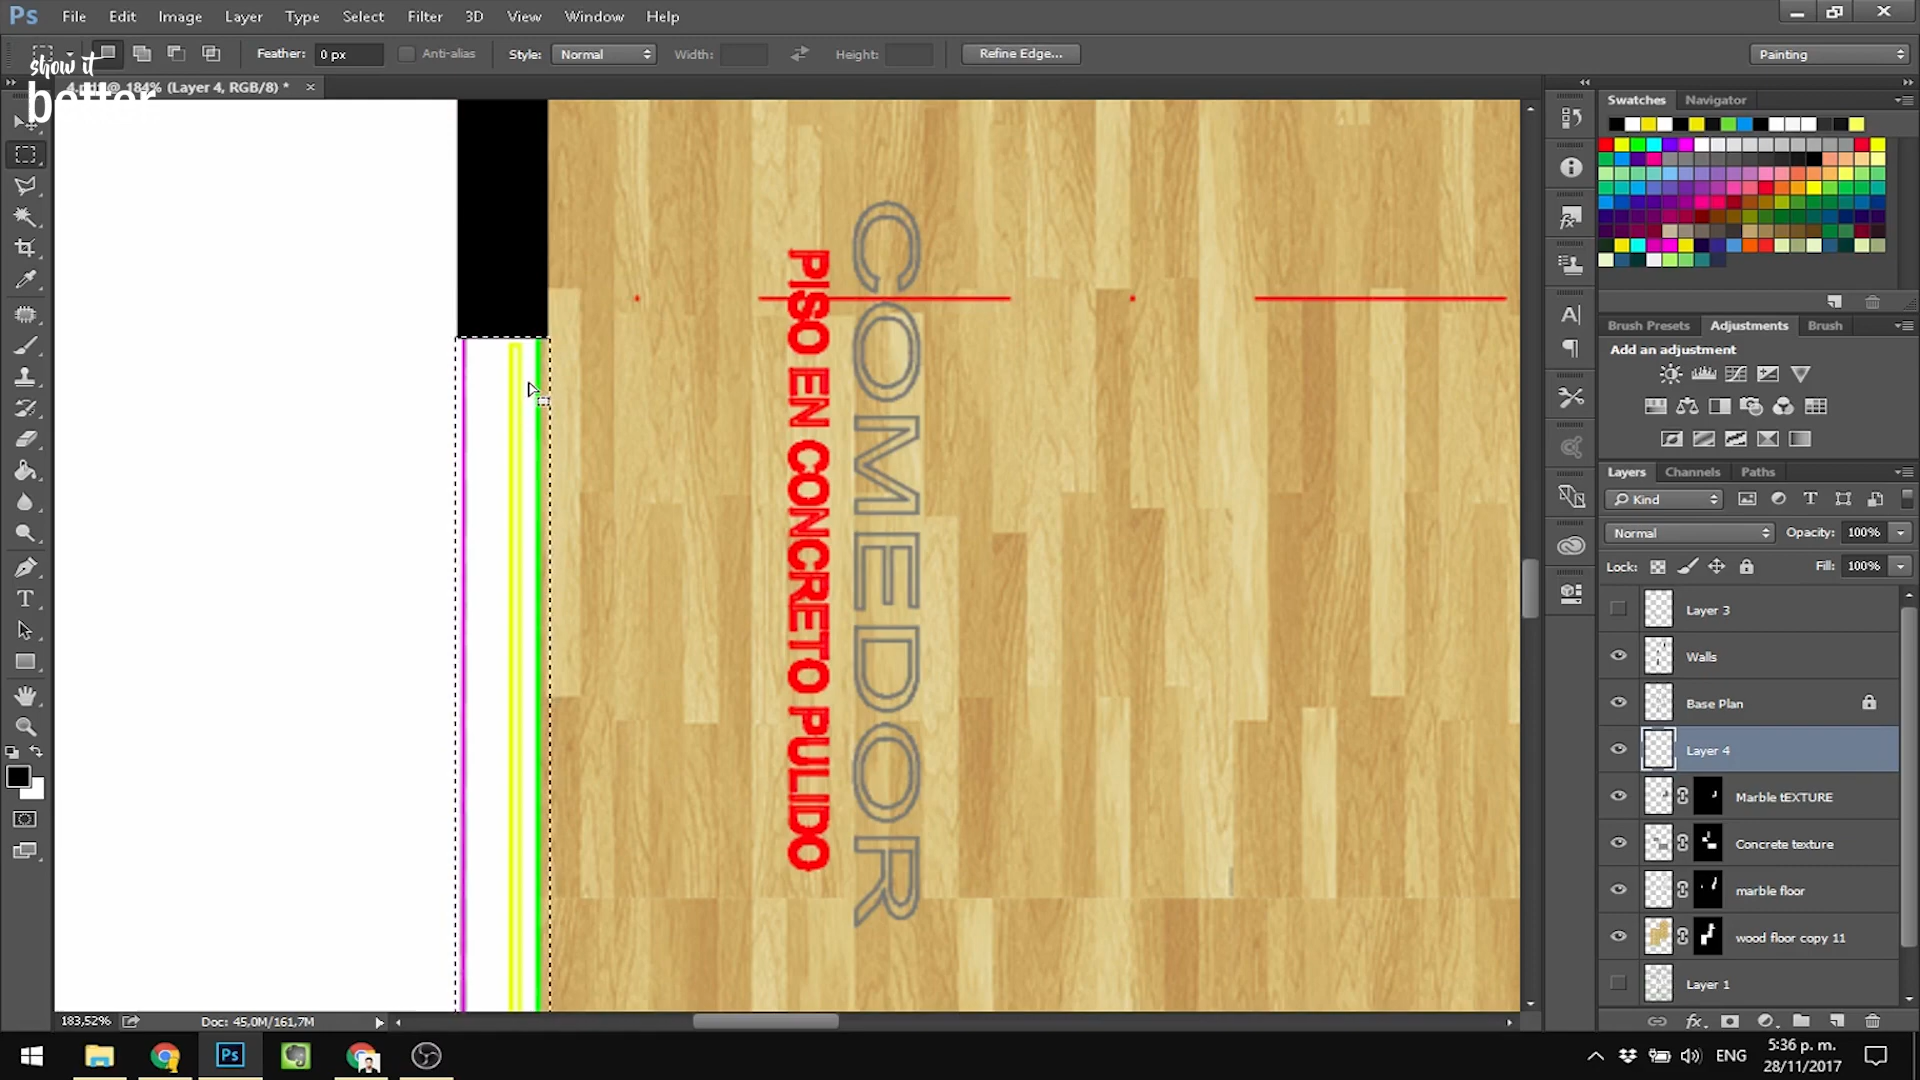 Ps File Edit Image Layer Type Select Filter 3D View Window Help
Feather: 0 px Anti-alias Style: Normal Width: Height: Refine Edge... Painting
show it
better
@ 184% (Layer 4, RGB/8) *
Swatches Navigator
PISO EN CONCRETO PULIDO
COMEDOR
Brush Presets Adjustments Brush
Add an adjustment
Layers Channels Paths
Kind
Normal Opacity: 100%
Lock: Fill: 100%
Layer 3
Walls
Base Plan
Layer 4
Marble tEXTURE
Concrete texture
marble floor
wood floor copy 11
Layer 1
183,52% Doc: 45,0M/161,7M
Ps
ENG
5:36 p. m.
28/11/2017